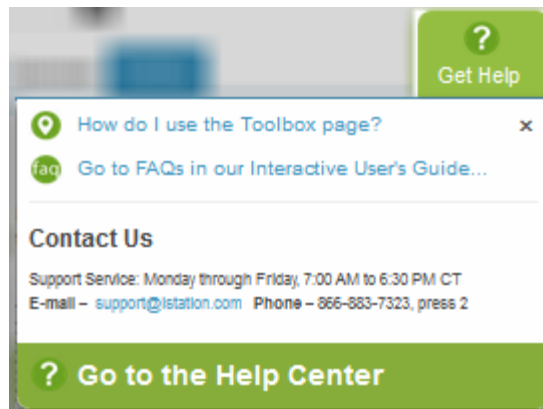 ?
Get Help
How do I use the Toolbox page?
×
faq
Go to FAQs in our Interactive User's Guide...
Contact Us
Support Service: Monday through Friday, 7:00 AM to 6:30 PM CT
E-mail – support@istation.com Phone – 866-883-7323, press 2
? Go to the Help Center